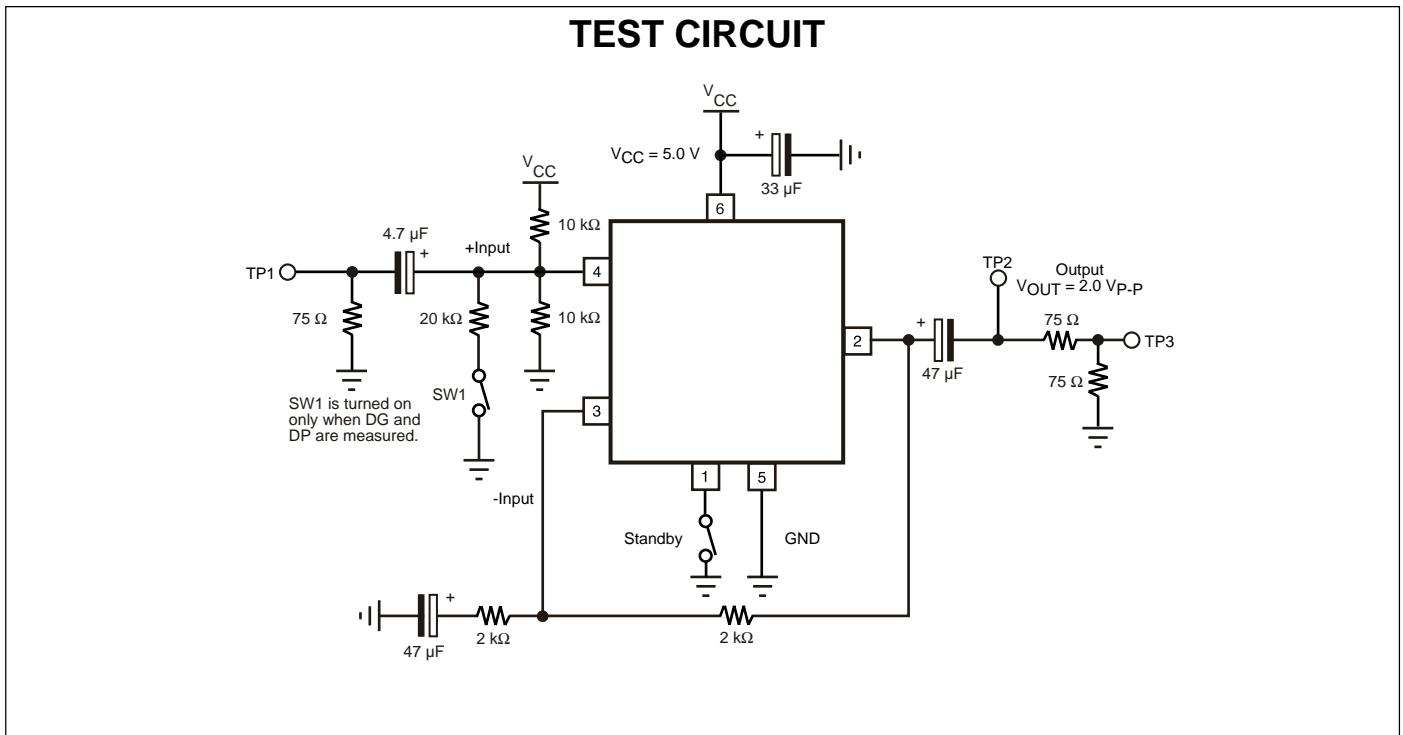 TEST CIRCUIT
VCC
VCC = 5.0 V
+
33 µF
VCC
6
10 kΩ
4.7 µF
+
+Input
TP1
4
TP2
Output
VOUT = 2.0 VP-P
75 Ω
20 kΩ
10 kΩ
2
+
47 µF
75 Ω
TP3
75 Ω
SW1
SW1 is turned on
only when DG and
DP are measured.
3
1
5
-Input
Standby
GND
+
47 µF
2 kΩ
2 kΩ